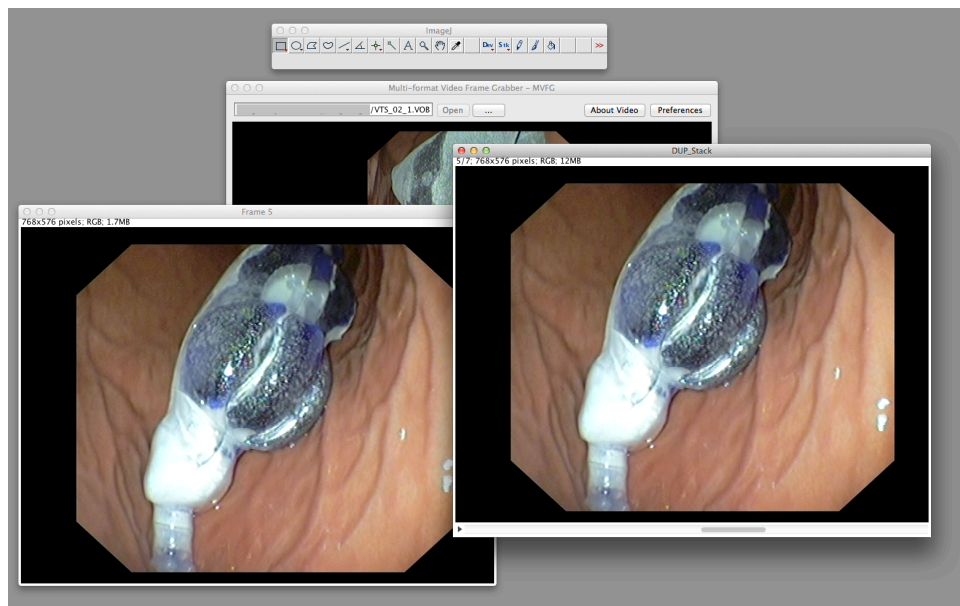 ImageJ
A
Dev Stk
>>
Multi-format Video Frame Grabber – MVFG
/VTS_02_1.VOB
Open
...
About Video
Preferences
DUP_Stack
5/7; 768x576 pixels; RGB; 12MB
Frame 5
768x576 pixels; RGB; 1.7MB